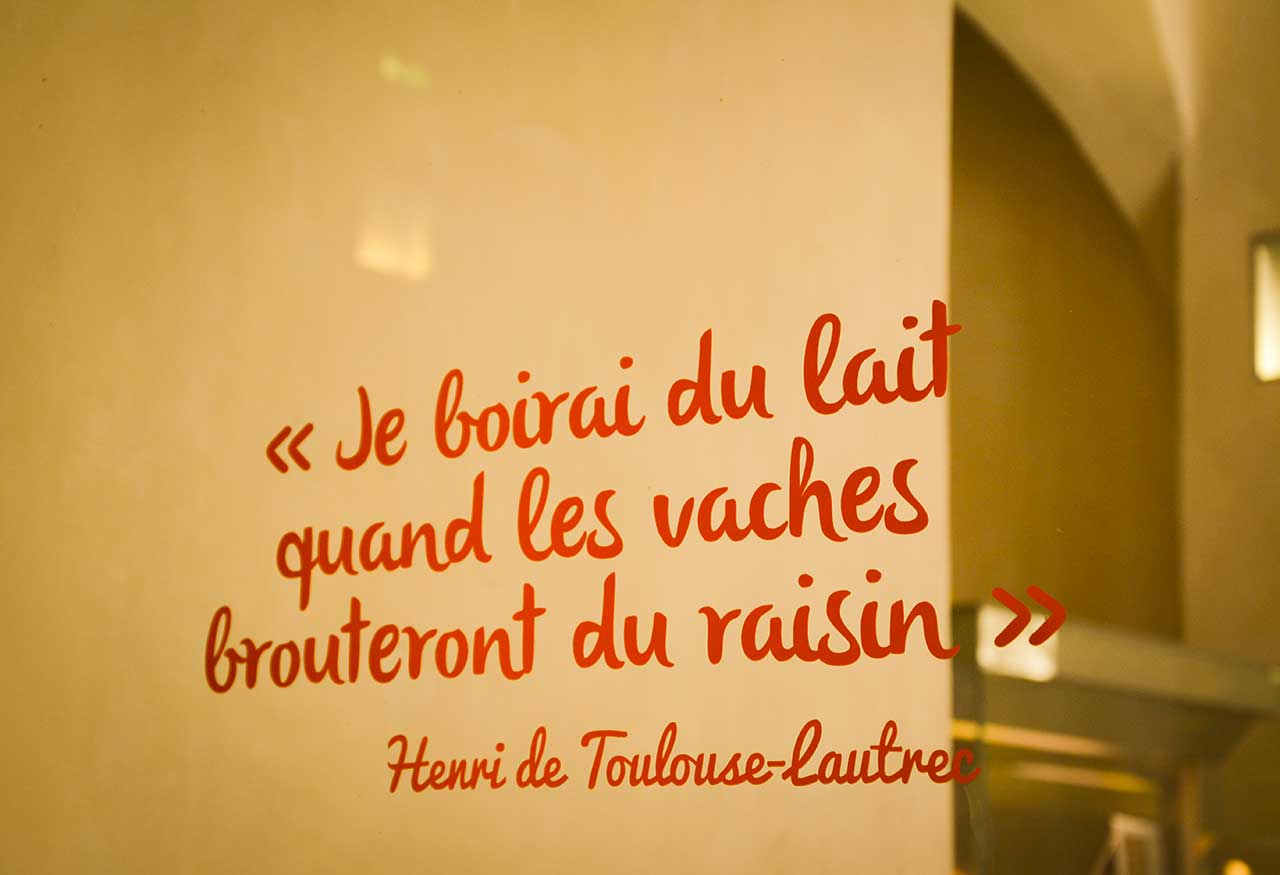 « Je boirai du lait
quand les vaches
brouteront du raisin »
Henri de Toulouse-Lautrec